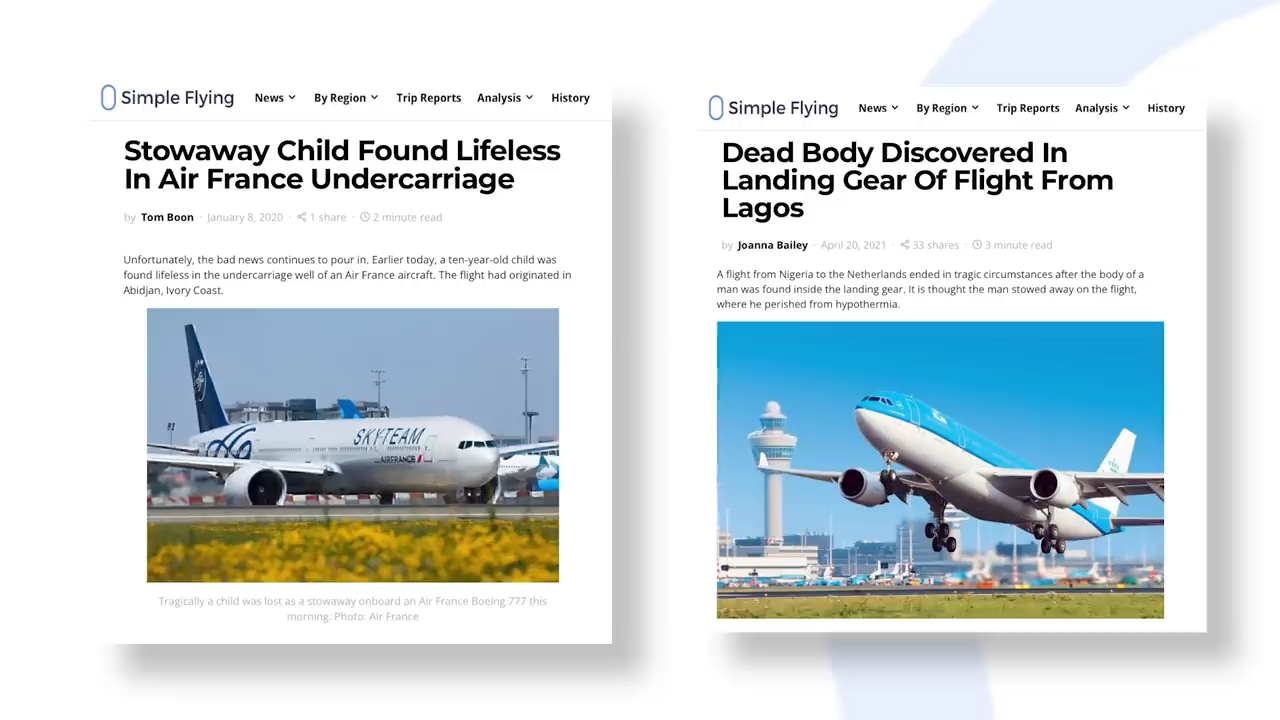 Simple Flying
News By Region Trip Reports Analysis History
Stowaway Child Found Lifeless
In Air France Undercarriage
by Tom Boon · January 8, 2020 · 1 share · 2 minute read
Unfortunately, the bad news continues to pour in. Earlier today, a ten-year-old child was
found lifeless in the undercarriage well of an Air France aircraft. The flight had originated in
Abidjan, Ivory Coast.
SKYTEAM
AIRFRANCE
Tragically a child was lost as a stowaway onboard an Air France Boeing 777 this
morning. Photo: Air France
Simple Flying
News By Region Trip Reports Analysis History
Dead Body Discovered In
Landing Gear Of Flight From
Lagos
by Joanna Bailey · April 20, 2021 · 33 shares · 3 minute read
A flight from Nigeria to the Netherlands ended in tragic circumstances after the body of a
man was found inside the landing gear. It is thought the man stowed away on the flight,
where he perished from hypothermia.